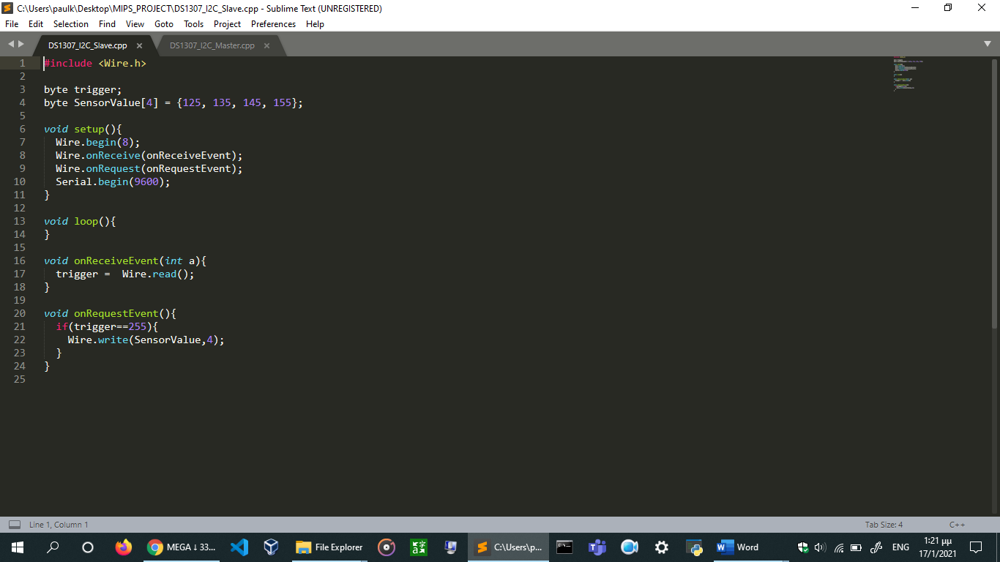 C:\Users\paulk\Desktop\MIPS_PROJECT\DS1307_I2C_Slave.cpp - Sublime Text (UNREGISTERED)
File Edit Selection Find View Goto Tools Project Preferences Help
DS1307_I2C_Slave.cpp × DS1307_I2C_Master.cpp ×
1 #include <Wire.h>
2
3 byte trigger;
4 byte SensorValue[4] = {125, 135, 145, 155};
5
6 void setup(){
7   Wire.begin(8);
8   Wire.onReceive(onReceiveEvent);
9   Wire.onRequest(onRequestEvent);
10   Serial.begin(9600);
11 }
12
13 void loop(){
14 }
15
16 void onReceiveEvent(int a){
17   trigger =  Wire.read();
18 }
19
20 void onRequestEvent(){
21   if(trigger==255){
22     Wire.write(SensorValue,4);
23   }
24 }
25
Line 1, Column 1 Tab Size: 4 C++
MEGA ↓ 33... File Explorer C:\Users\p... Word ENG 1:21 μμ
17/1/2021